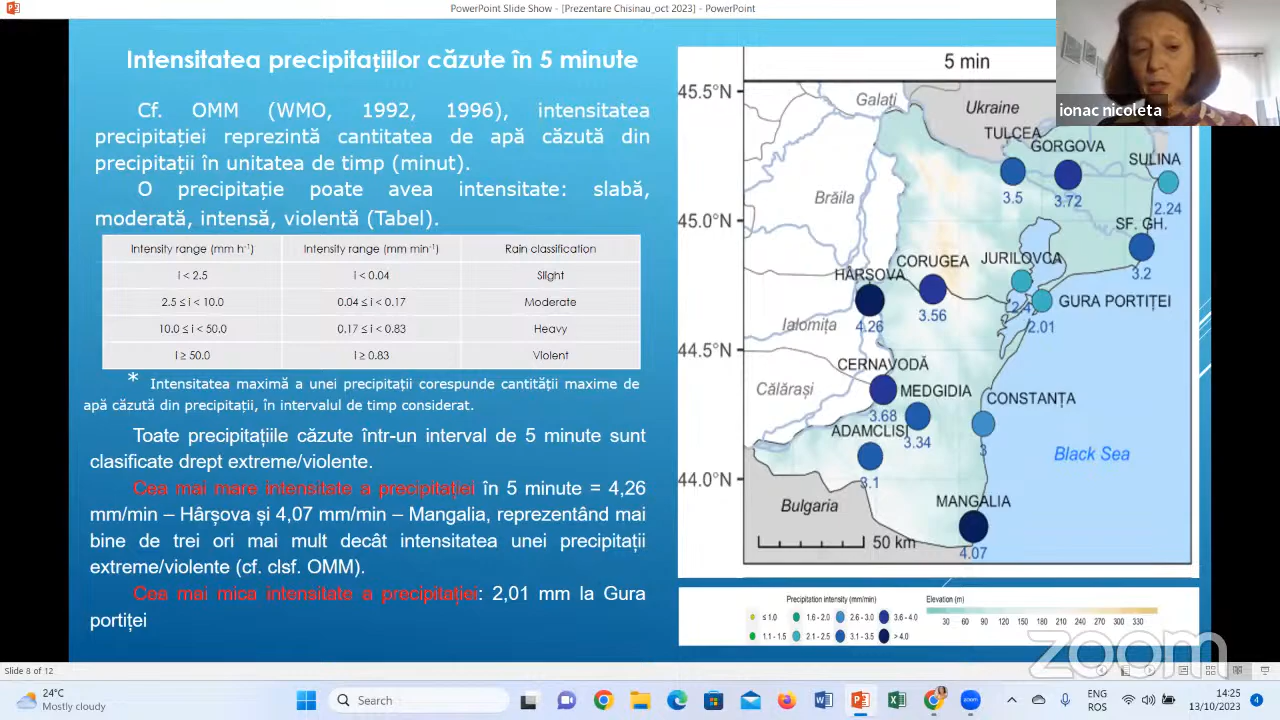 PowerPoint Slide Show - [Prezentare Chisinau_oct 2023] - PowerPoint
Intensitatea precipitațiilor căzute în 5 minute
Cf. OMM (WMO, 1992, 1996), intensitatea
precipitației reprezintă cantitatea de apă căzută din
precipitații în unitatea de timp (minut).
O precipitație poate avea intensitate: slabă,
moderată, intensă, violentă (Tabel).
Intensity range (mm h⁻¹) Intensity range (mm min⁻¹) Rain classification
i < 2.5 i < 0.04 Slight
2.5 ≤ i < 10.0 0.04 ≤ i < 0.17 Moderate
10.0 ≤ i < 50.0 0.17 ≤ i < 0.83 Heavy
i ≥ 50.0 i ≥ 0.83 Violent
* Intensitatea maximă a unei precipitații corespunde cantității maxime de
apă căzută din precipitații, în intervalul de timp considerat.
Toate precipitațiile căzute într-un interval de 5 minute sunt
clasificate drept extreme/violente.
Cea mai mare intensitate a precipitației în 5 minute = 4,26
mm/min – Hârșova și 4,07 mm/min – Mangalia, reprezentând mai
bine de trei ori mai mult decât intensitatea unei precipitații
extreme/violente (cf. clsf. OMM).
Cea mai mica intensitate a precipitației: 2,01 mm la Gura
portiței
5 min
45.5°N
45.0°N
44.5°N
44.0°N
Galați
Ukraine
TULCEA
3.5
GORGOVA
3.72
SULINA
2.24
Brăila
SF. GH.
3.2
HÂRȘOVA
4.26
CORUGEA
3.56
JURILOVCA
2.4
GURA PORTIȚEI
2.01
Ialomița
CERNAVODĂ
3.68
MEDGIDIA
3.34
CONSTANȚA
3
Călărași
ADAMCLISI
3.1
Black Sea
MANGALIA
4.07
Bulgaria
50 km
Precipitation intensity (mm/min)
≤ 1.0 1.6 - 2.0 2.6 - 3.0 3.6 - 4.0
1.1 - 1.5 2.1 - 2.5 3.1 - 3.5 > 4.0
Elevation (m)
30 60 90 120 150 180 210 240 270 300 330
ionac nicoleta
zoom
Slide 8 of 12
24°C
Mostly cloudy
Search
ENG
ROS
14:25
13/10/2023
4